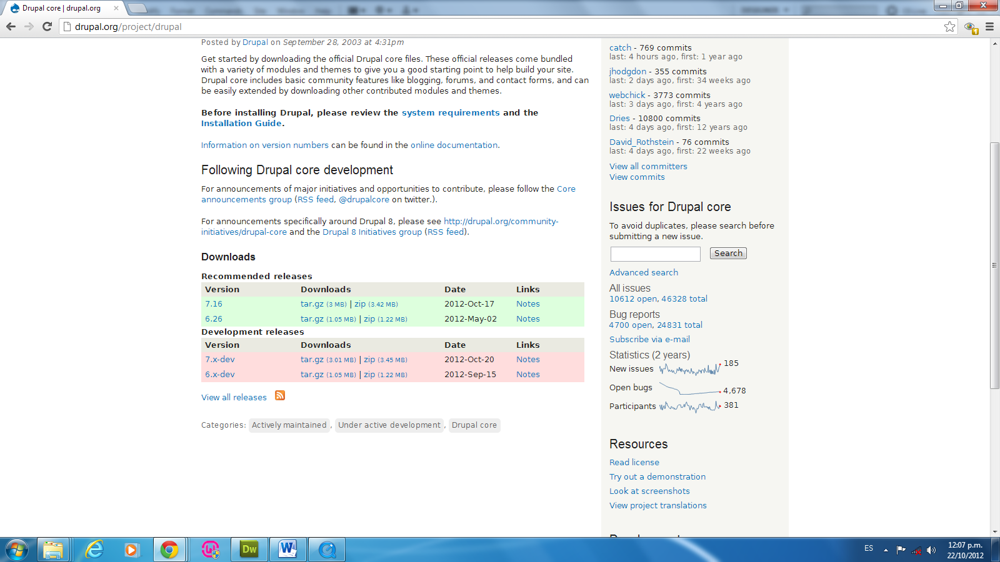 Drupal core | drupal.org
drupal.org/project/drupal
Posted by Drupal on September 28, 2003 at 4:31pm
Get started by downloading the official Drupal core files. These official releases come bundled
with a variety of modules and themes to give you a good starting point to help build your site.
Drupal core includes basic community features like blogging, forums, and contact forms, and can
be easily extended by downloading other contributed modules and themes.
Before installing Drupal, please review the system requirements and the
Installation Guide.
Information on version numbers can be found in the online documentation.
Following Drupal core development
For announcements of major initiatives and opportunities to contribute, please follow the Core
announcements group (RSS feed, @drupalcore on twitter.).
For announcements specifically around Drupal 8, please see http://drupal.org/community-
initiatives/drupal-core and the Drupal 8 Initiatives group (RSS feed).
Downloads
Recommended releases
Version Downloads Date Links
7.16 tar.gz (3 MB) | zip (3.42 MB) 2012-Oct-17 Notes
6.26 tar.gz (1.05 MB) | zip (1.22 MB) 2012-May-02 Notes
Development releases
Version Downloads Date Links
7.x-dev tar.gz (3.01 MB) | zip (3.45 MB) 2012-Oct-20 Notes
6.x-dev tar.gz (1.05 MB) | zip (1.22 MB) 2012-Sep-15 Notes
View all releases
Categories: Actively maintained, Under active development, Drupal core
catch - 769 commits
last: 4 hours ago, first: 1 year ago
jhodgdon - 355 commits
last: 2 days ago, first: 34 weeks ago
webchick - 3773 commits
last: 3 days ago, first: 4 years ago
Dries - 10800 commits
last: 4 days ago, first: 12 years ago
David_Rothstein - 76 commits
last: 4 days ago, first: 22 weeks ago
View all committers
View commits
Issues for Drupal core
To avoid duplicates, please search before
submitting a new issue.
Search
Advanced search
All issues
10612 open, 46328 total
Bug reports
4700 open, 24831 total
Subscribe via e-mail
Statistics (2 years)
New issues 185
Open bugs 4,678
Participants 381
Resources
Read license
Try out a demonstration
Look at screenshots
View project translations
Dw
W
ES
12:07 p.m.
22/10/2012